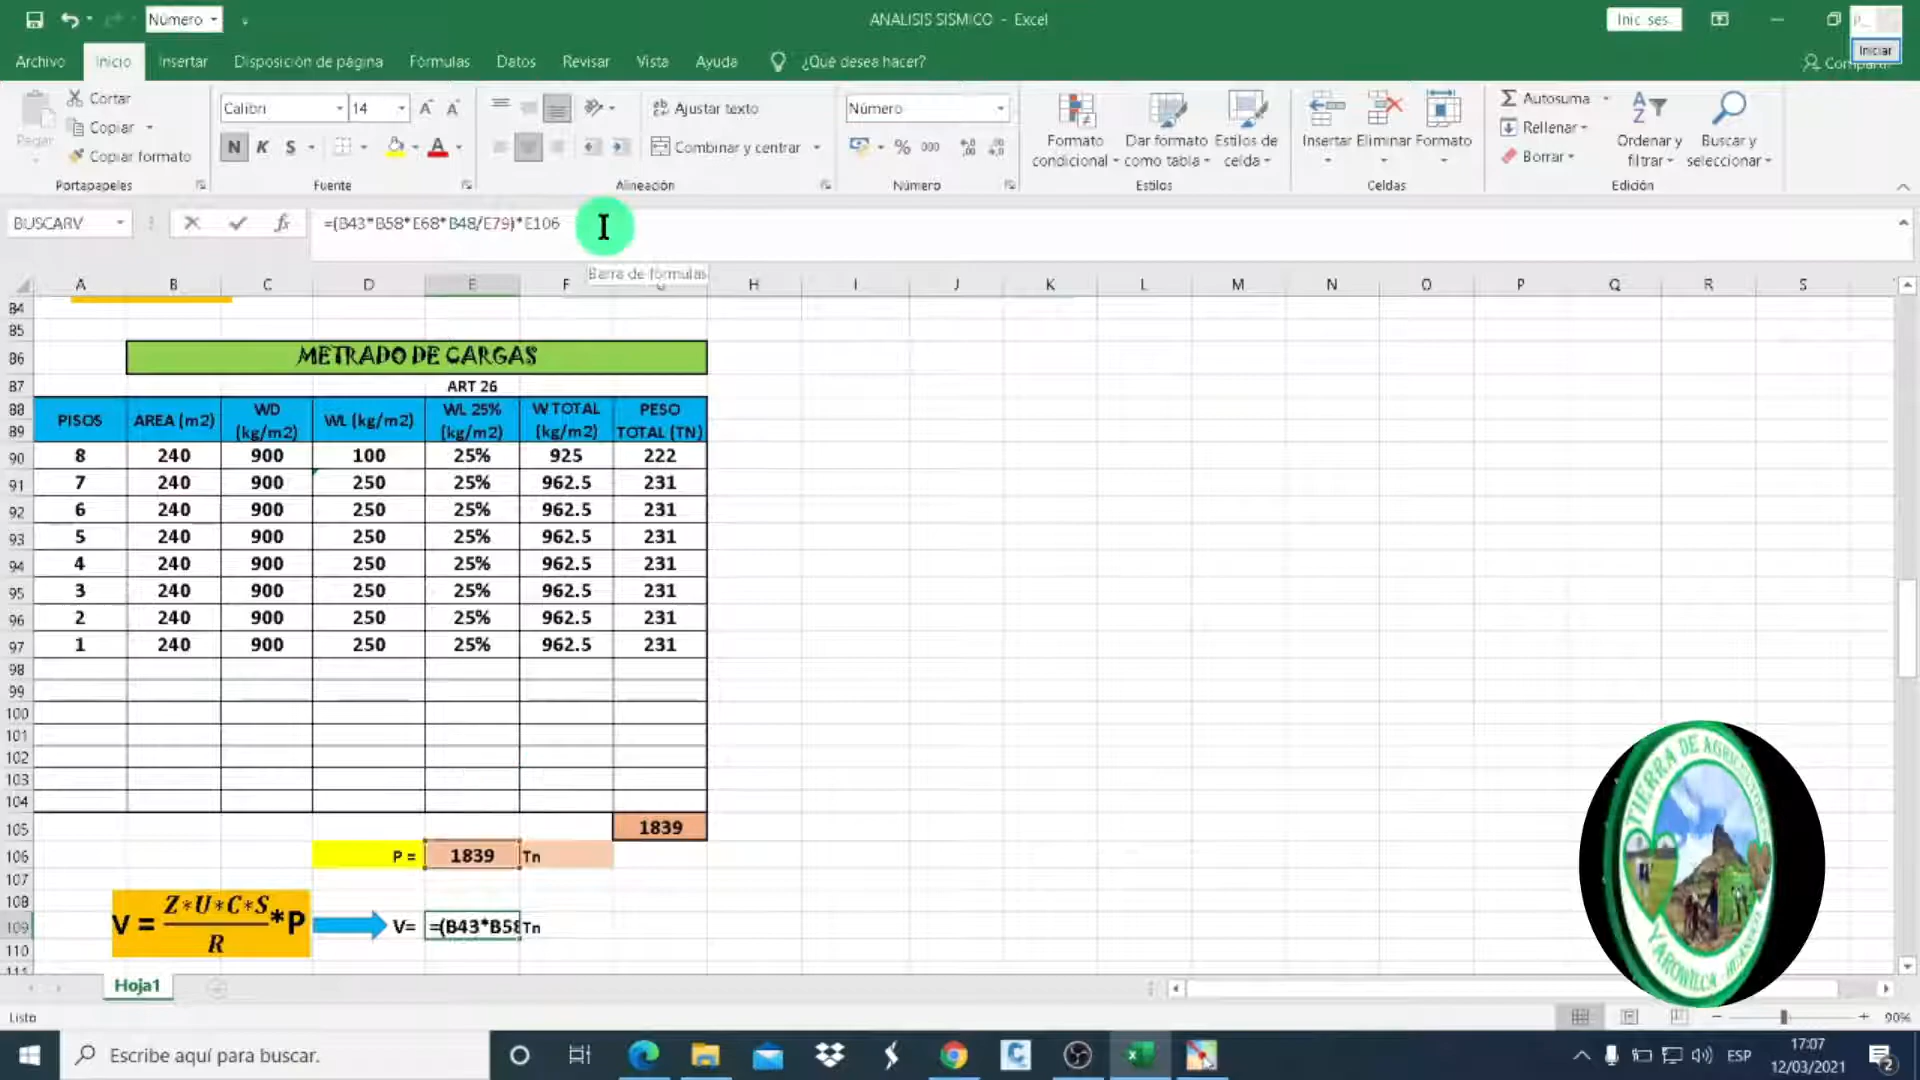 Número
ANALISIS SISMICO - Excel
Inic ses
Iniciar
Archivo Inicio Insertar Disposición de página Fórmulas Datos Revisar Vista Ayuda ¿Qué desea hacer?
Cortar
Copiar
Copiar formato
Pegar
Portapapeles
Calibri 14
N K S
Fuente
Ajustar texto
Combinar y centrar
Alineación
Número
% 000
Número
Formato condicional
Dar formato como tabla
Estilos de celda
Estilos
Insertar Eliminar Formato
Celdas
Autosuma
Rellenar
Borrar
Ordenar y filtrar
Buscar y seleccionar
Edición
BUSCARV fx =(B43*B58*E68*B48/E79)*E106
Barra de fórmulas
A B C D E F G H I J K L M N O P Q R S
84
85
86 METRADO DE CARGAS
87 ART 26
88 PISOS AREA (m2) WD WL (kg/m2) WL 25% W TOTAL PESO
89 (kg/m2) (kg/m2) (kg/m2) TOTAL (TN)
90 8 240 900 100 25% 925 222
91 7 240 900 250 25% 962.5 231
92 6 240 900 250 25% 962.5 231
93 5 240 900 250 25% 962.5 231
94 4 240 900 250 25% 962.5 231
95 3 240 900 250 25% 962.5 231
96 2 240 900 250 25% 962.5 231
97 1 240 900 250 25% 962.5 231
98
99
100
101
102
103
104
105 1839
106 P = 1839 Tn
107
108
109 V = Z*U*C*S / R *P V= =(B43*B58 Tn
110
111
TIERRA DE AGRICULTORES
YAROWILCA - HUANUCO
Hoja1
Listo
90%
Escribe aquí para buscar.
ESP
17:07
12/03/2021
2